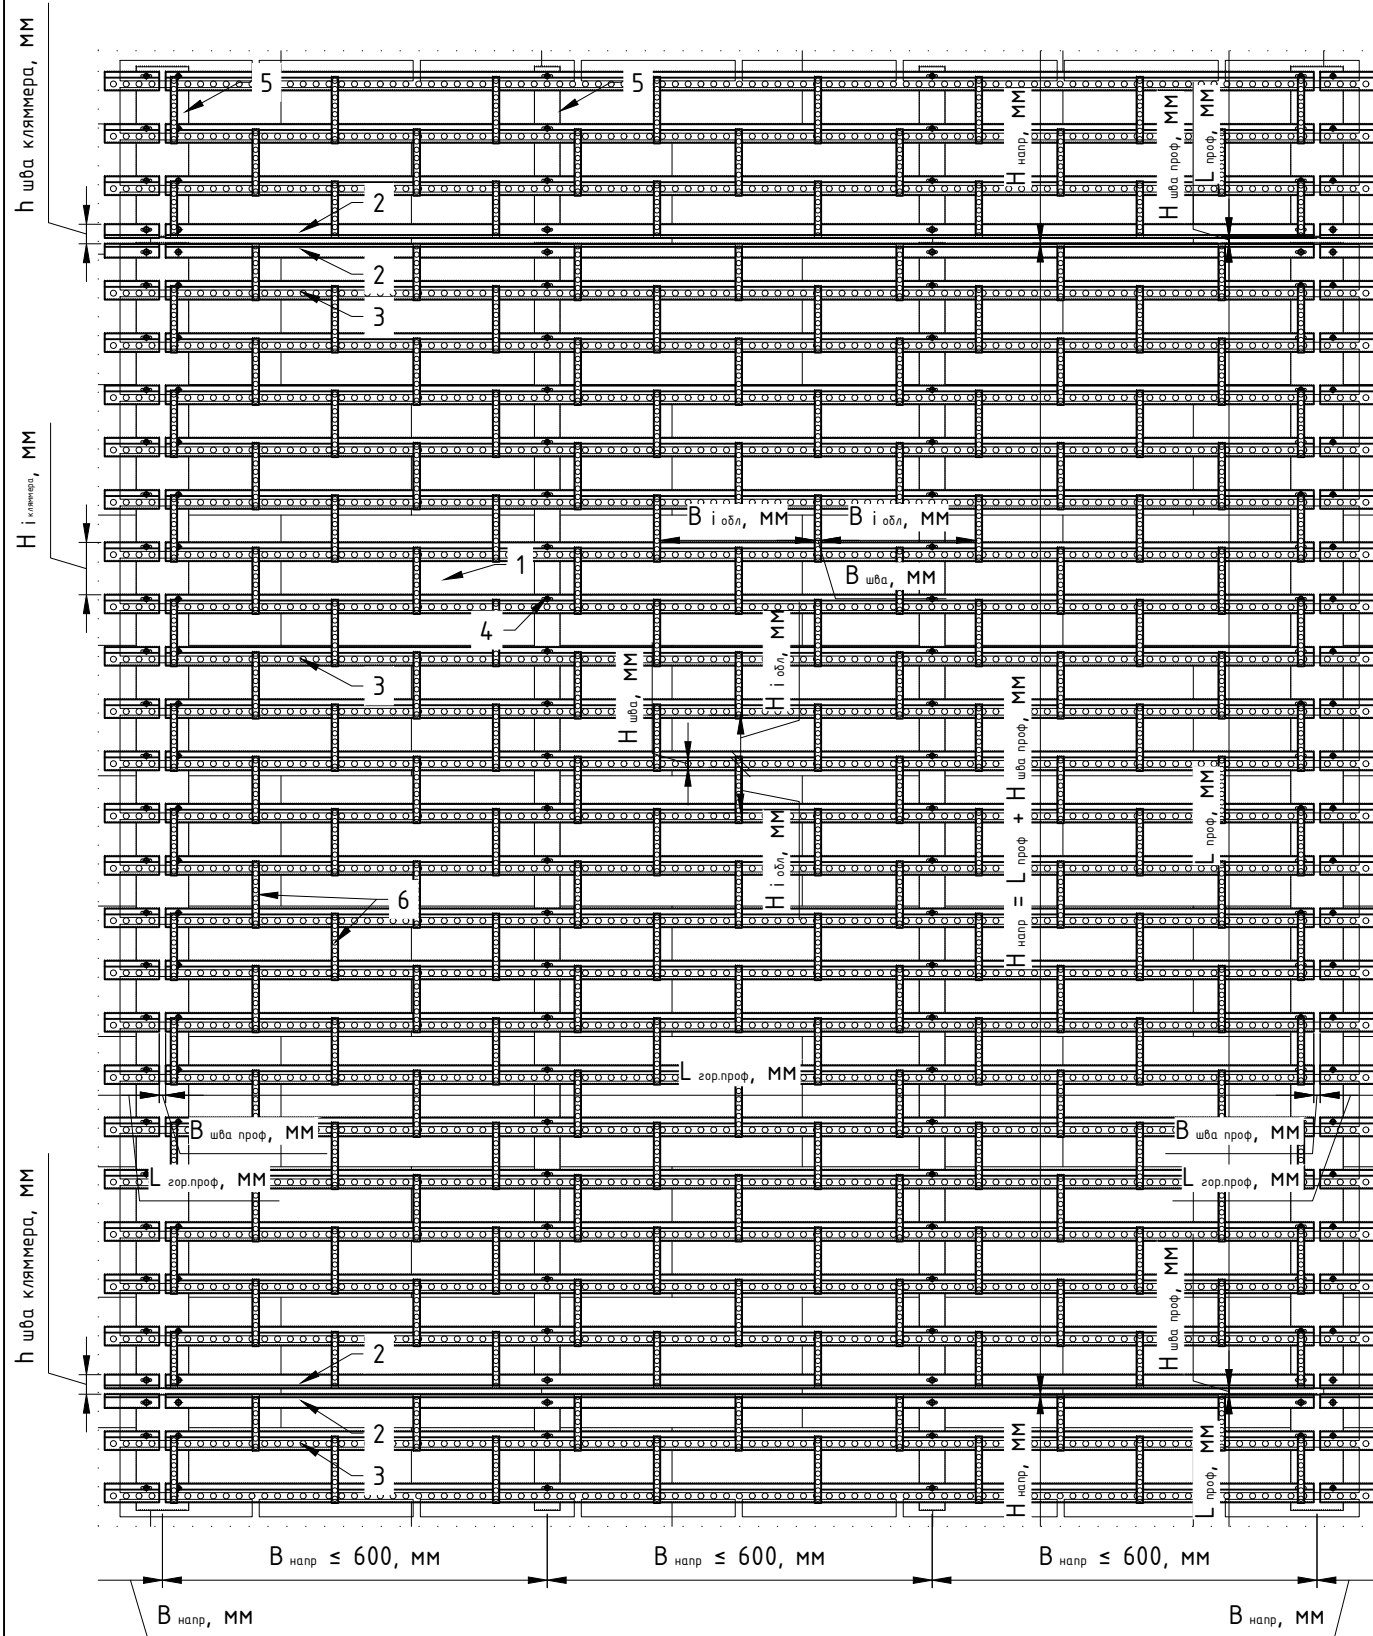 h шва кляммера, мм
5
5
H напр, мм
H шва проф, мм
L проф, мм
2
2
3
H i кляммера, мм
B i обл, мм
B i обл, мм
1
B шва, мм
4
H i обл, мм
H шва, мм
3
H напр = L проф + H шва проф, мм
L проф, мм
H i обл, мм
6
L гор.проф, мм
B шва проф, мм
B шва проф, мм
L гор.проф, мм
L гор.проф, мм
h шва кляммера, мм
H шва проф, мм
2
2
3
H напр, мм
L проф, мм
B напр ≤ 600, мм
B напр ≤ 600, мм
B напр ≤ 600, мм
B напр, мм
B напр, мм